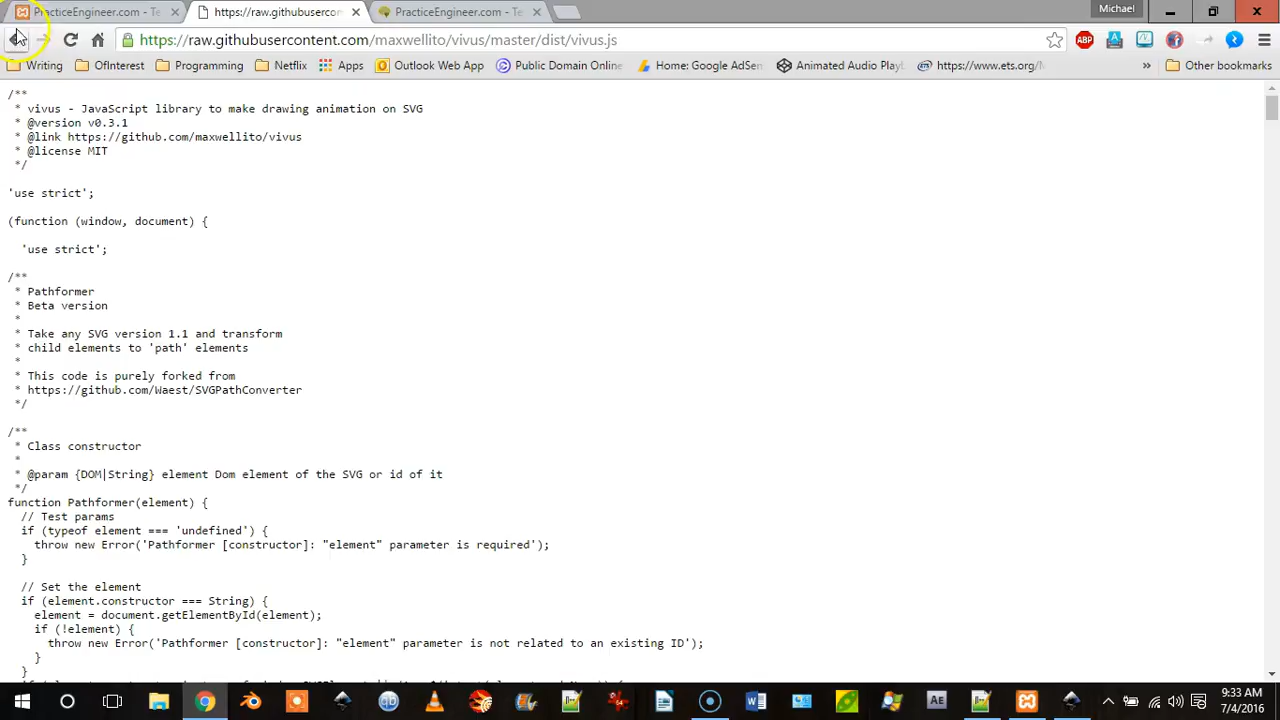 PracticeEngineer.com - Te
https://raw.githubusercon
PracticeEngineer.com - Te
Michael
https://raw.githubusercontent.com/maxwellito/vivus/master/dist/vivus.js
ABP
Writing
OfInterest
Programming
Netflix
Apps
Outlook Web App
Public Domain Online
Home: Google AdSen
Animated Audio Play
https://www.ets.org/
»
Other bookmarks
/**
* vivus - JavaScript library to make drawing animation on SVG
* @version v0.3.1
* @link https://github.com/maxwellito/vivus
* @license MIT
*/
'use strict';
(function (window, document) {
'use strict';
/**
* Pathformer
* Beta version
*
* Take any SVG version 1.1 and transform
* child elements to 'path' elements
*
* This code is purely forked from
* https://github.com/Waest/SVGPathConverter
*/
/**
* Class constructor
*
* @param {DOM|String} element Dom element of the SVG or id of it
*/
function Pathformer(element) {
// Test params
if (typeof element === 'undefined') {
throw new Error('Pathformer [constructor]: "element" parameter is required');
}
// Set the element
if (element.constructor === String) {
element = document.getElementById(element);
if (!element) {
throw new Error('Pathformer [constructor]: "element" parameter is not related to an existing ID');
}
}
9:33 AM
7/4/2016